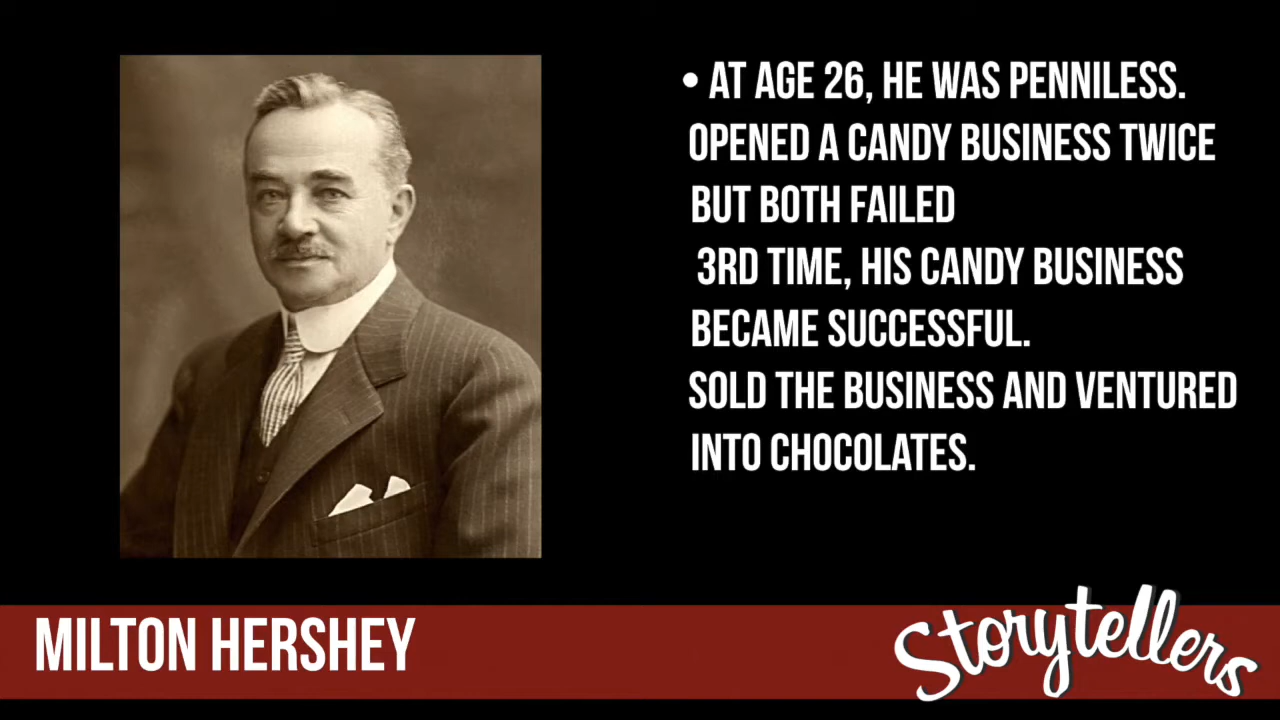 • AT AGE 26, HE WAS PENNILESS.
OPENED A CANDY BUSINESS TWICE
BUT BOTH FAILED
3RD TIME, HIS CANDY BUSINESS
BECAME SUCCESSFUL.
SOLD THE BUSINESS AND VENTURED
INTO CHOCOLATES.
MILTON HERSHEY
Storytellers